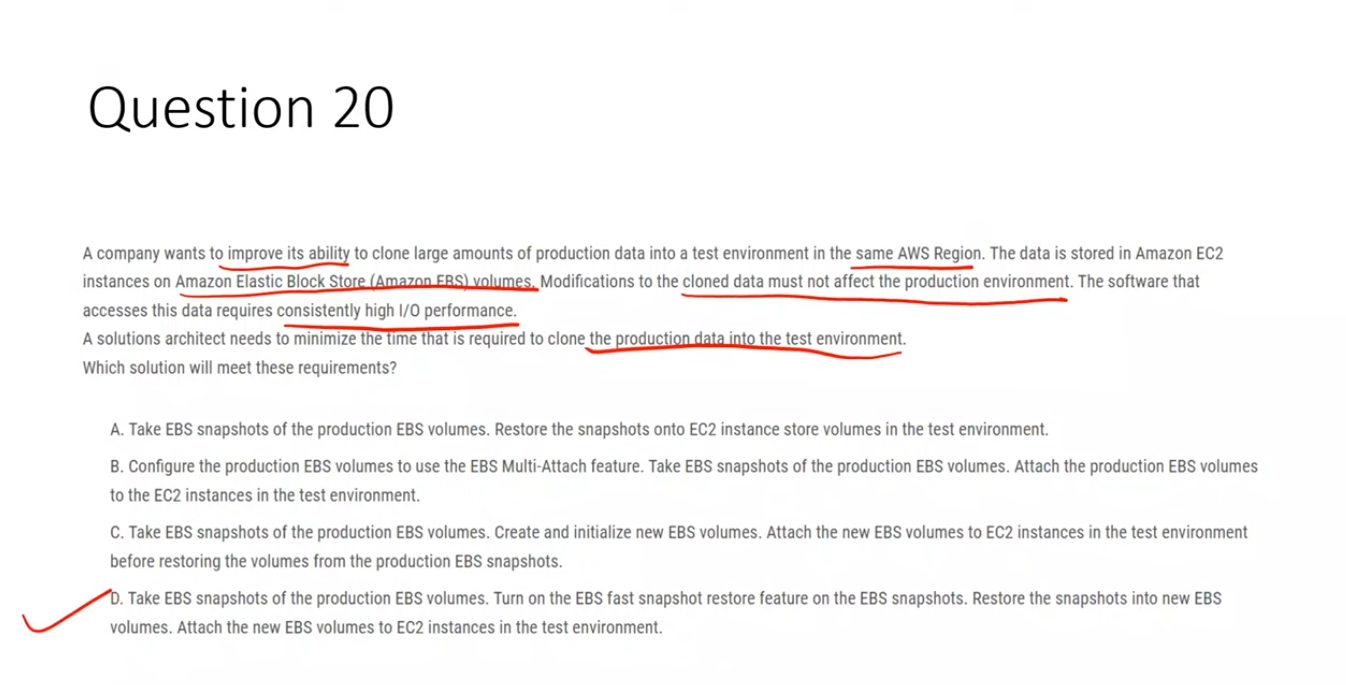 Question 20
A company wants to improve its ability to clone large amounts of production data into a test environment in the same AWS Region. The data is stored in Amazon EC2
instances on Amazon Elastic Block Store (Amazon EBS) volumes. Modifications to the cloned data must not affect the production environment. The software that
accesses this data requires consistently high I/O performance.
A solutions architect needs to minimize the time that is required to clone the production data into the test environment.
Which solution will meet these requirements?
A. Take EBS snapshots of the production EBS volumes. Restore the snapshots onto EC2 instance store volumes in the test environment.
B. Configure the production EBS volumes to use the EBS Multi-Attach feature. Take EBS snapshots of the production EBS volumes. Attach the production EBS volumes
to the EC2 instances in the test environment.
C. Take EBS snapshots of the production EBS volumes. Create and initialize new EBS volumes. Attach the new EBS volumes to EC2 instances in the test environment
before restoring the volumes from the production EBS snapshots.
D. Take EBS snapshots of the production EBS volumes. Turn on the EBS fast snapshot restore feature on the EBS snapshots. Restore the snapshots into new EBS
volumes. Attach the new EBS volumes to EC2 instances in the test environment.